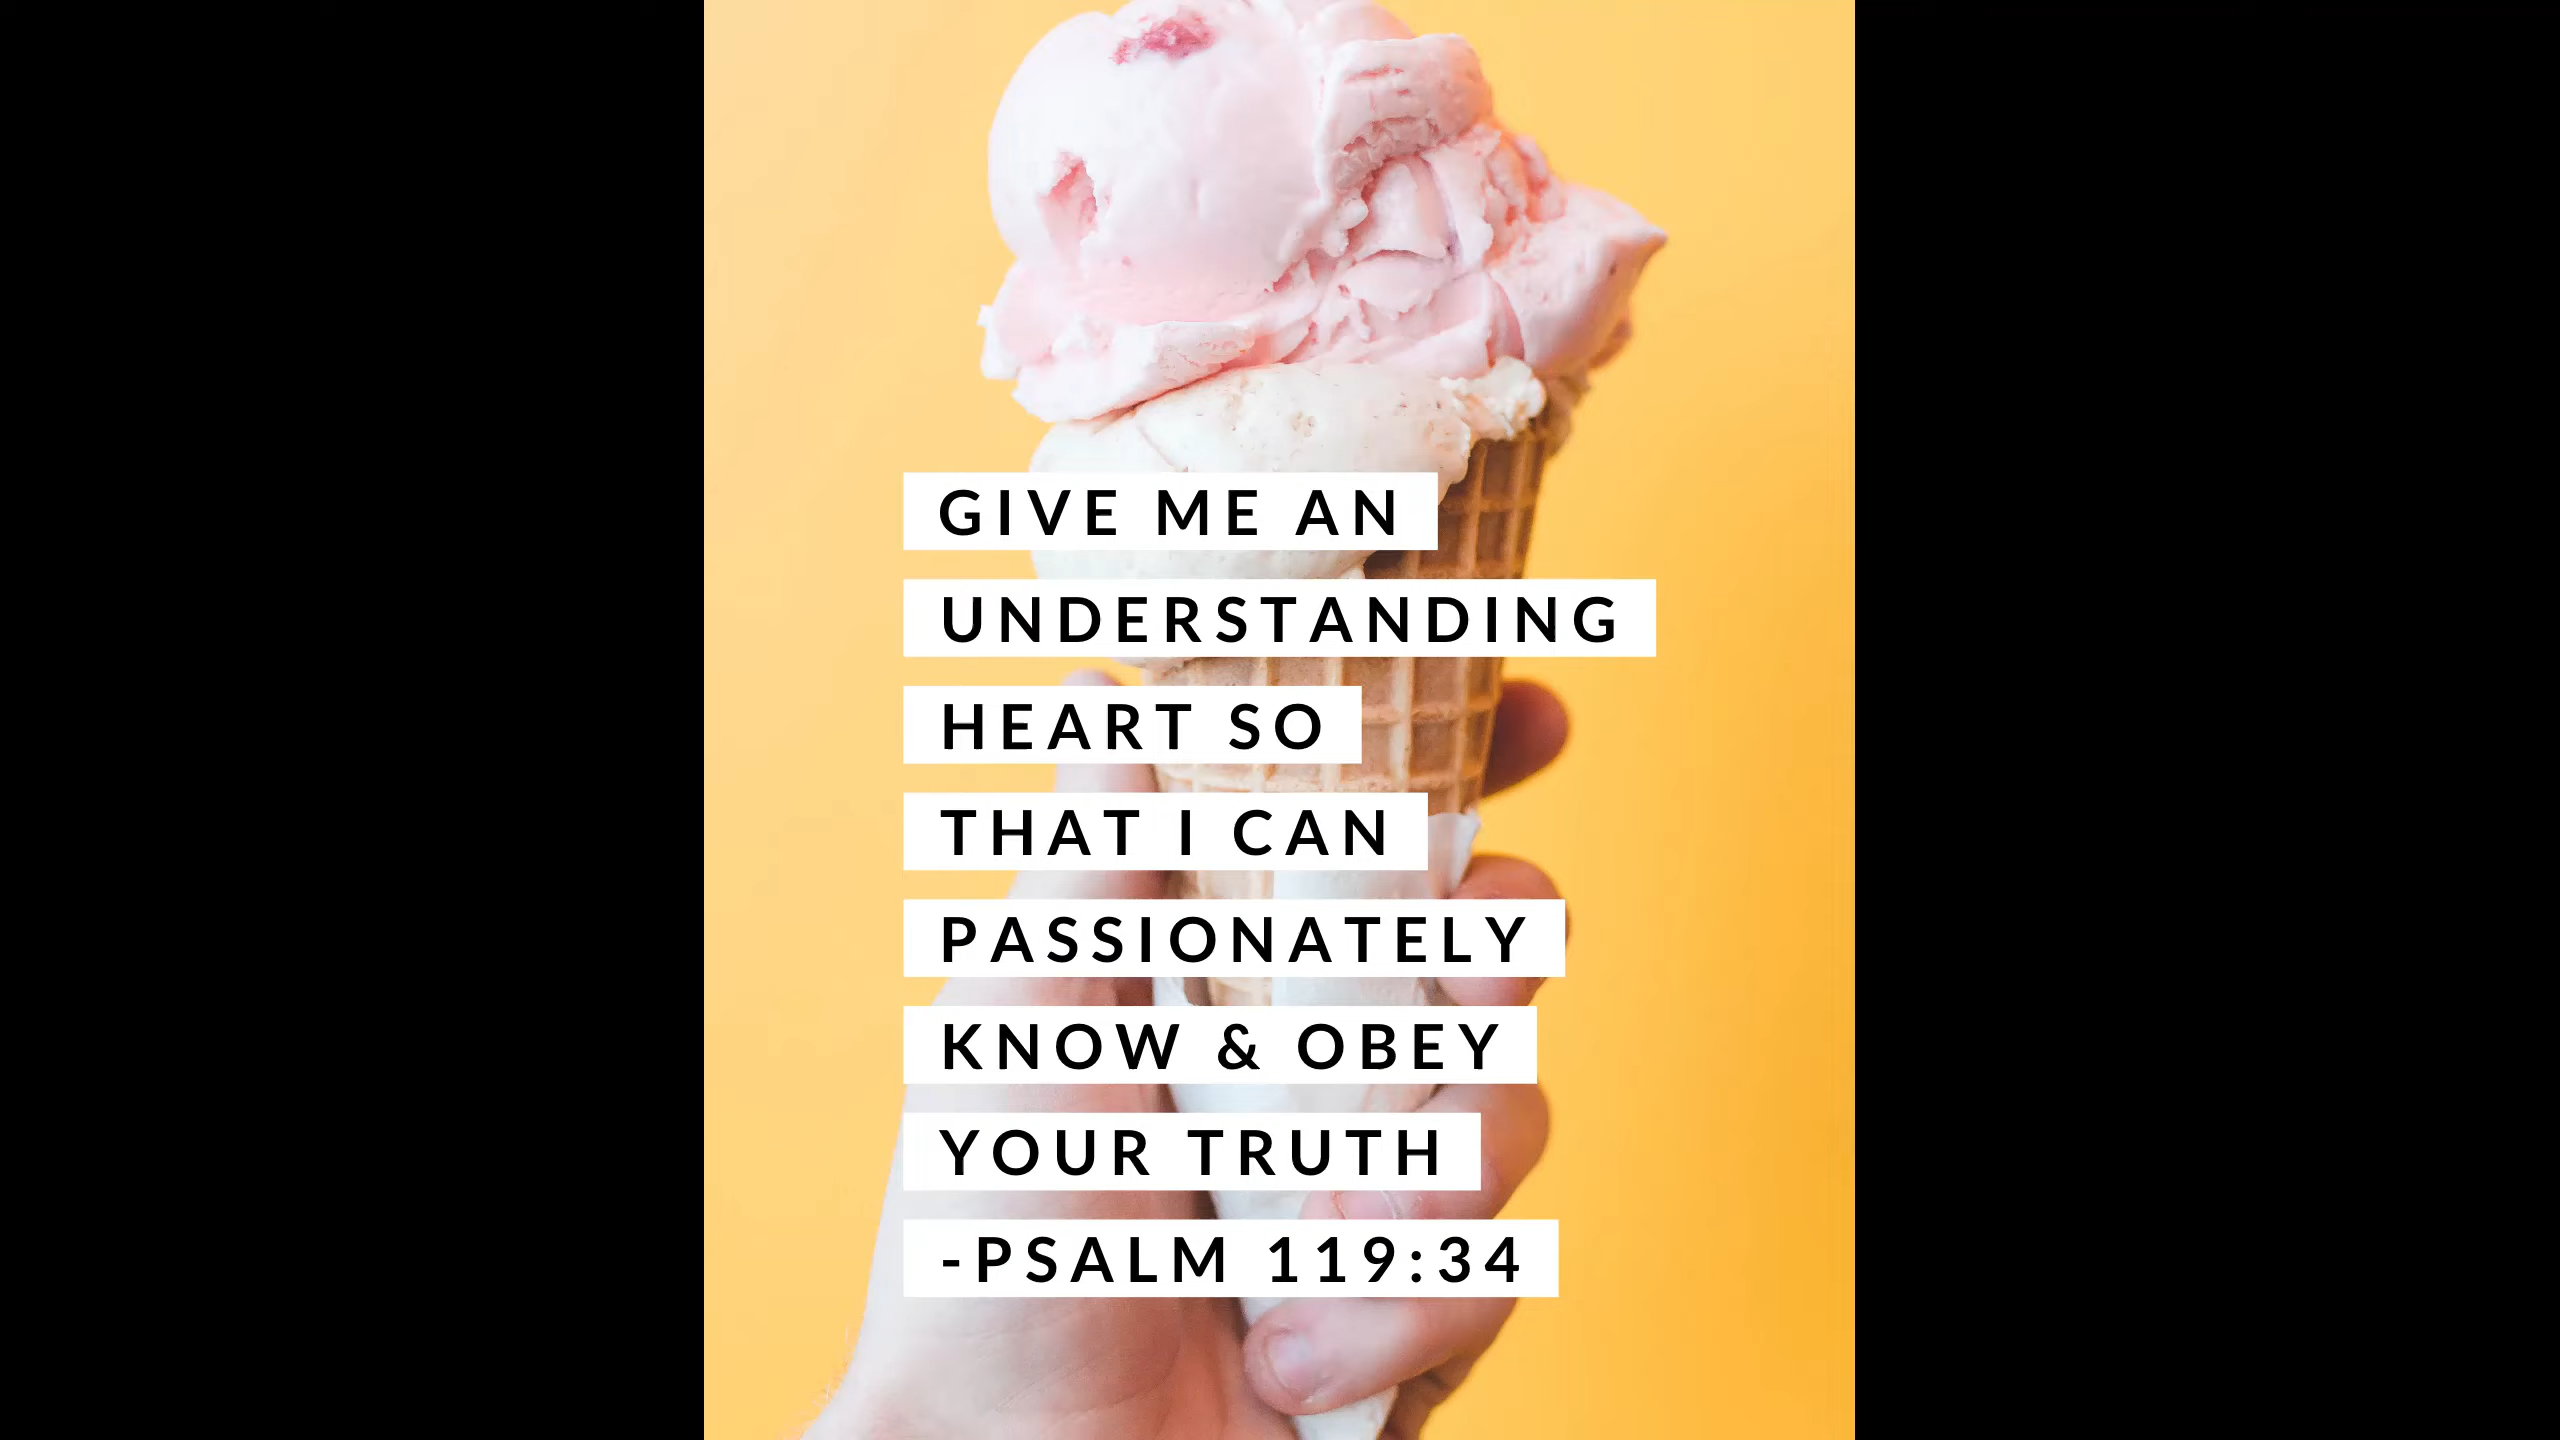 GIVE ME AN
UNDERSTANDING
HEART SO
THAT I CAN
PASSIONATELY
KNOW & OBEY
YOUR TRUTH
-PSALM 119:34